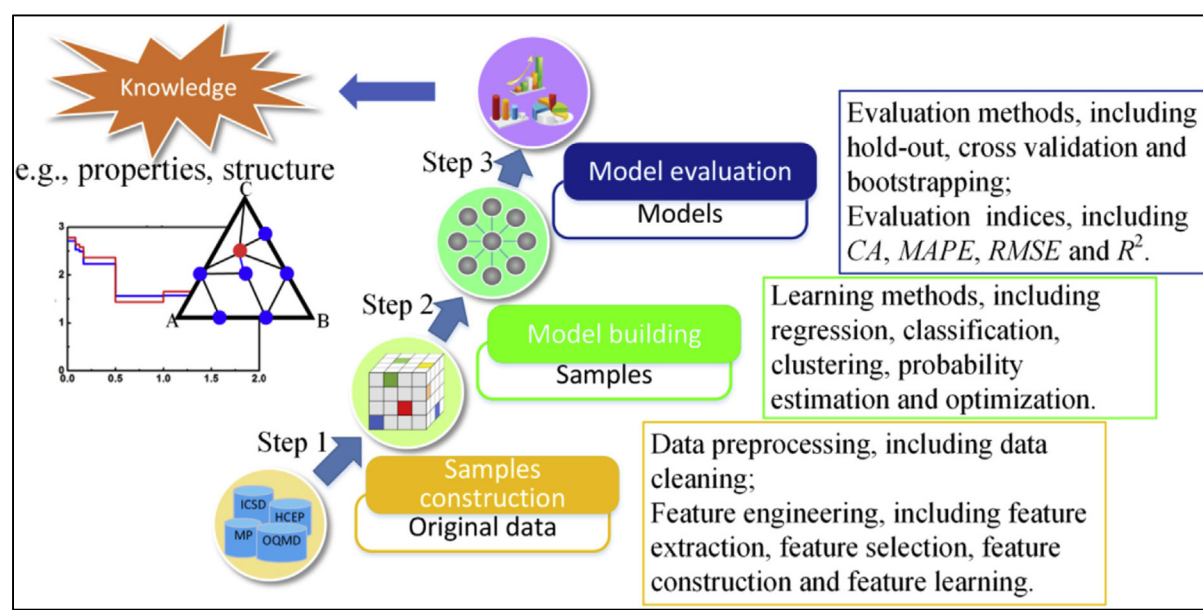 Knowledge
e.g., properties, structure
C
3
2
1
0
A
B
0.0
0.5
1.0
1.5
2.0
Step 3
Model evaluation
Models
Evaluation methods, including
hold-out, cross validation and
bootstrapping;
Evaluation indices, including
CA, MAPE, RMSE and R².
Step 2
Model building
Samples
Learning methods, including
regression, classification,
clustering, probability
estimation and optimization.
Step 1
Samples
construction
Original data
ICSD
HCEP
MP
OQMD
Data preprocessing, including data
cleaning;
Feature engineering, including feature
extraction, feature selection, feature
construction and feature learning.